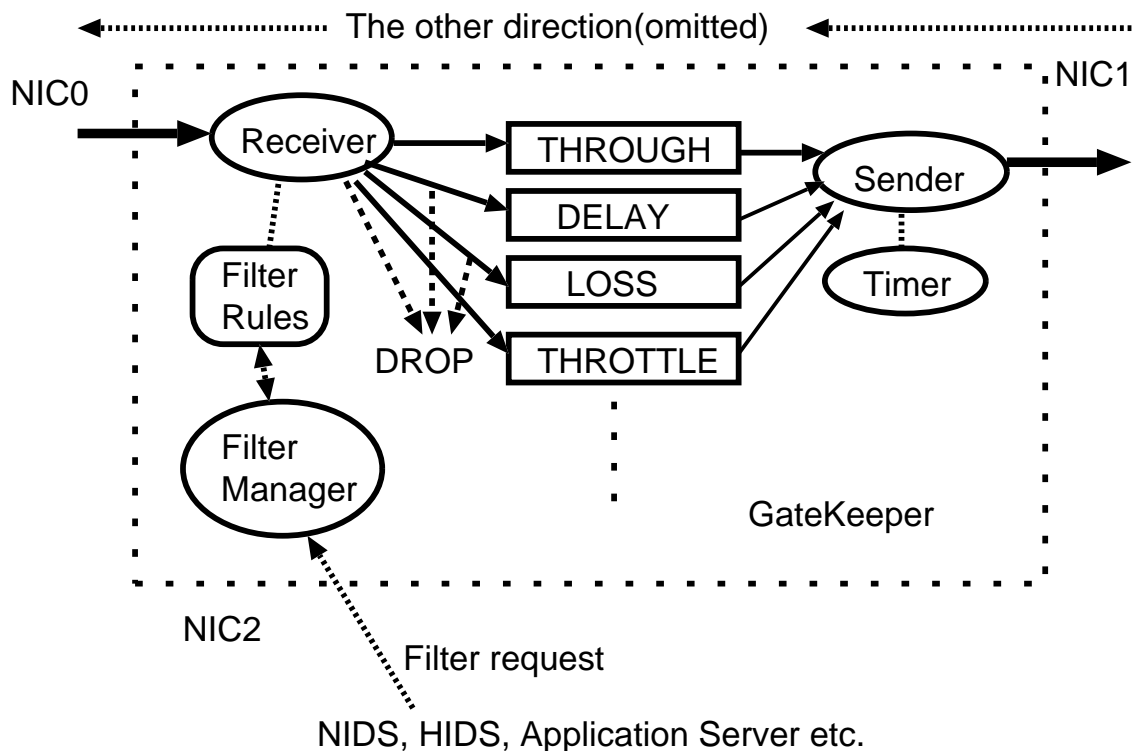 The other direction(omitted)
NIC0
NIC1
Receiver
THROUGH
Sender
DELAY
Filter
Rules
LOSS
Timer
DROP
THROTTLE
Filter
Manager
GateKeeper
NIC2
Filter request
NIDS, HIDS, Application Server etc.